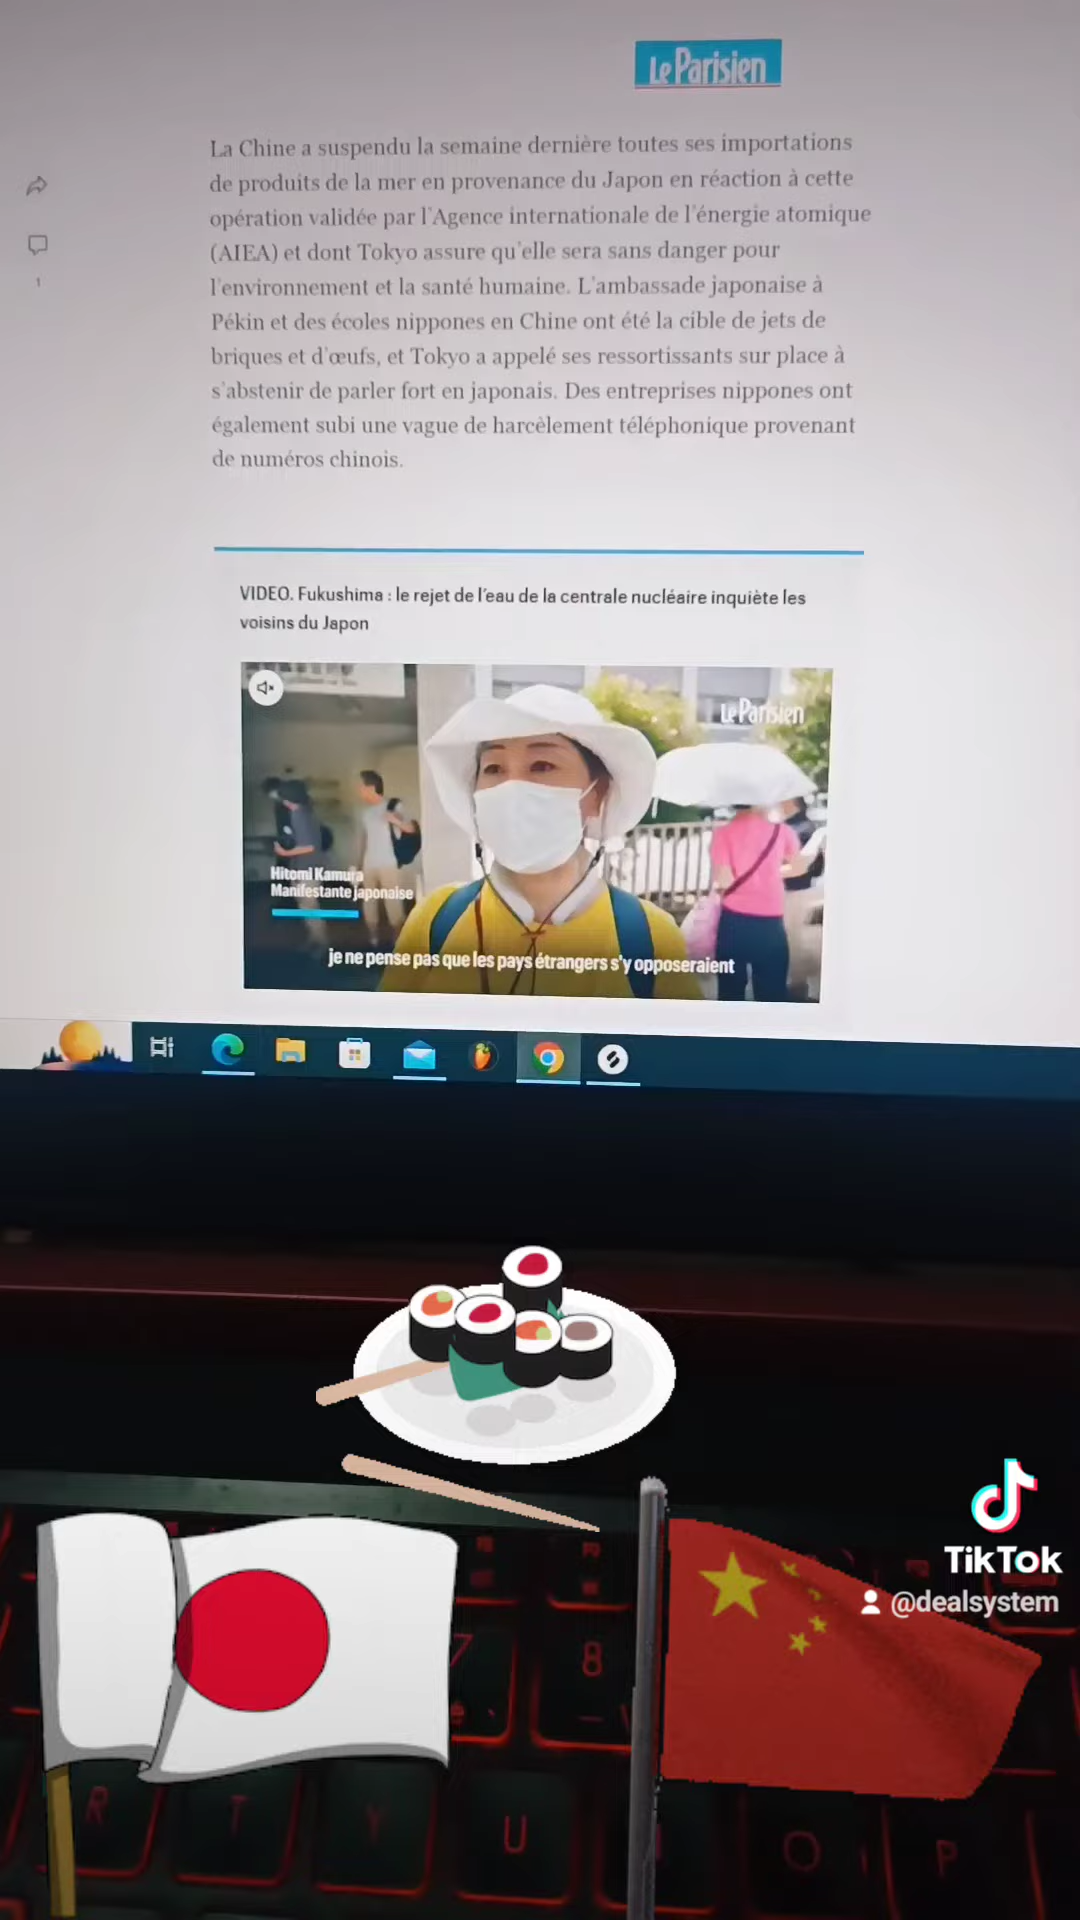 Le Parisien
La Chine a suspendu la semaine dernière toutes ses importations
de produits de la mer en provenance du Japon en réaction à cette
opération validée par l'Agence internationale de l'énergie atomique
(AIEA) et dont Tokyo assure qu'elle sera sans danger pour
l'environnement et la santé humaine. L'ambassade japonaise à
Pékin et des écoles nippones en Chine ont été la cible de jets de
briques et d'œufs, et Tokyo a appelé ses ressortissants sur place à
s'abstenir de parler fort en japonais. Des entreprises nippones ont
également subi une vague de harcèlement téléphonique provenant
de numéros chinois.
1
VIDEO. Fukushima : le rejet de l'eau de la centrale nucléaire inquiète les
voisins du Japon
Le Parisien
Hitomi Kamura
Manifestante japonaise
je ne pense pas que les pays étrangers s'y opposeraient
TikTok
@dealsystem
7 8
R T Y U O P